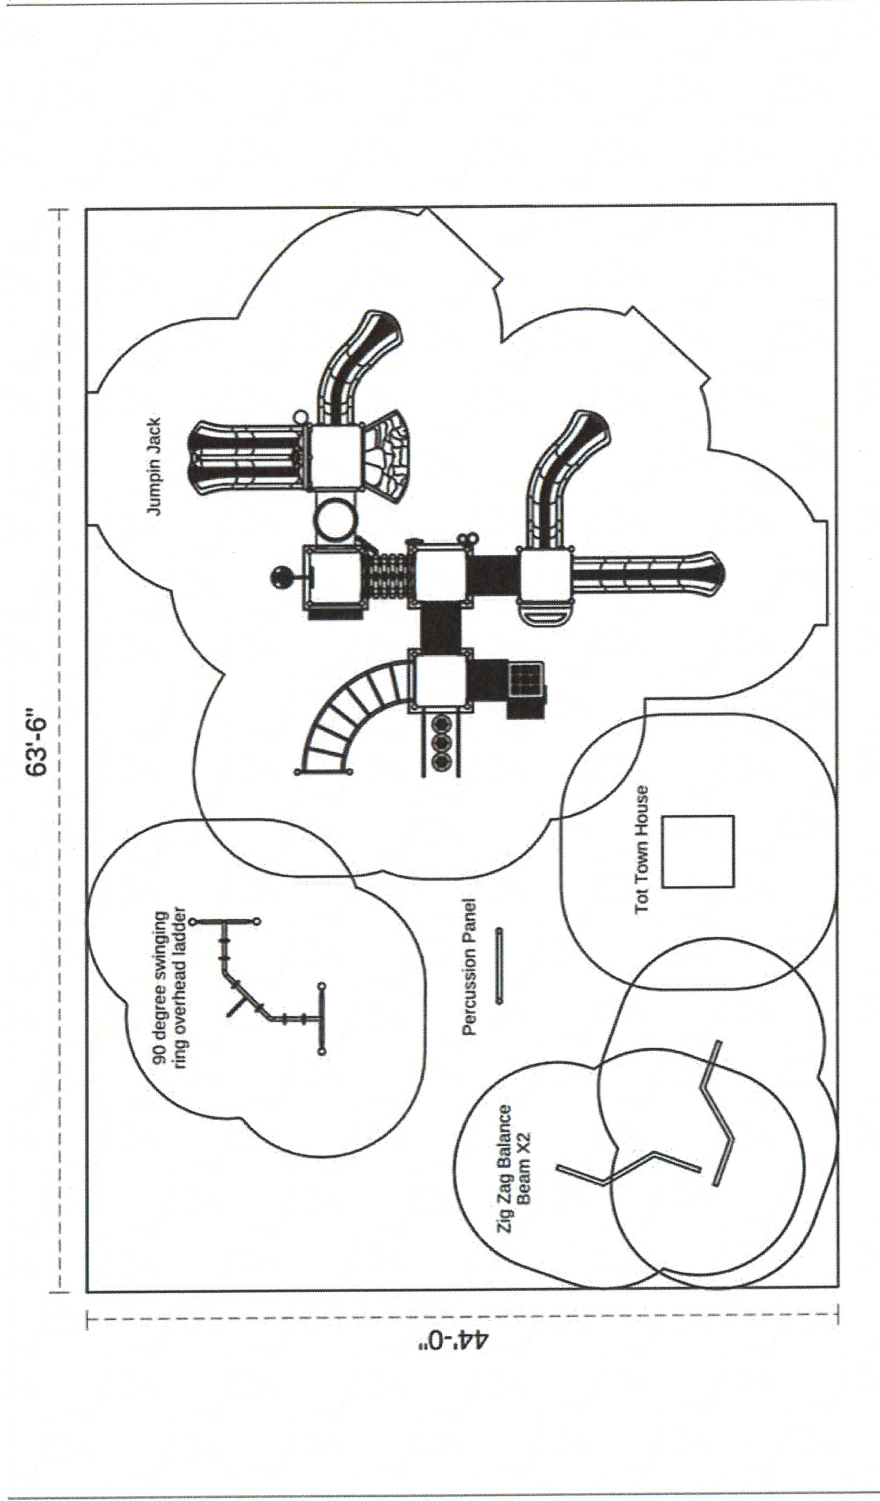 63'-6"
Jumpin Jack
90 degree swinging
ring overhead ladder
Percussion Panel
Tot Town House
Zig Zag Balance
Beam X2
44'-0"